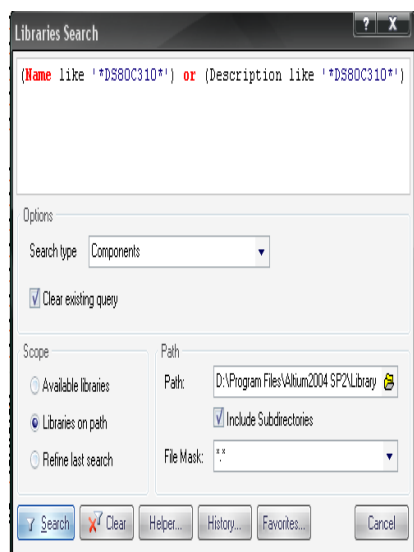 Libraries Search
? X
(Name like '*DS80C310*') or (Description like '*DS80C310*')
Options
Search type Components
Clear existing query
Scope
Path
Available libraries
Path: D:\Program Files\Altium2004 SP2\Library
Libraries on path
Include Subdirectories
Refine last search
File Mask: *.*
Search Clear Helper... History... Favorites... Cancel